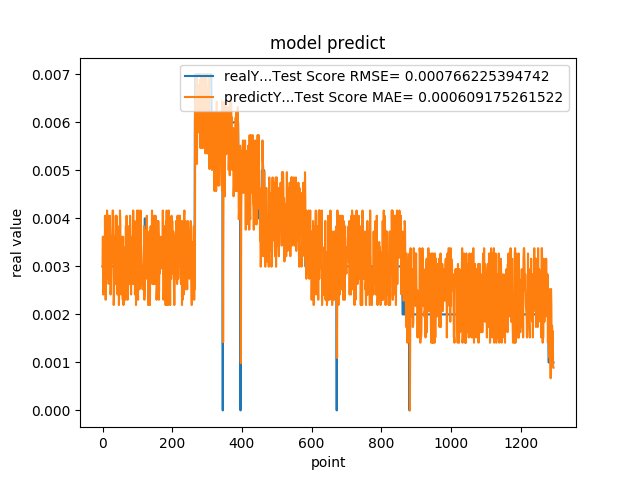 model predict
realY...Test Score RMSE= 0.000766225394742
predictY...Test Score MAE= 0.000609175261522
real value
0.007
0.006
0.005
0.004
0.003
0.002
0.001
0.000
0 200 400 600 800 1000 1200
point